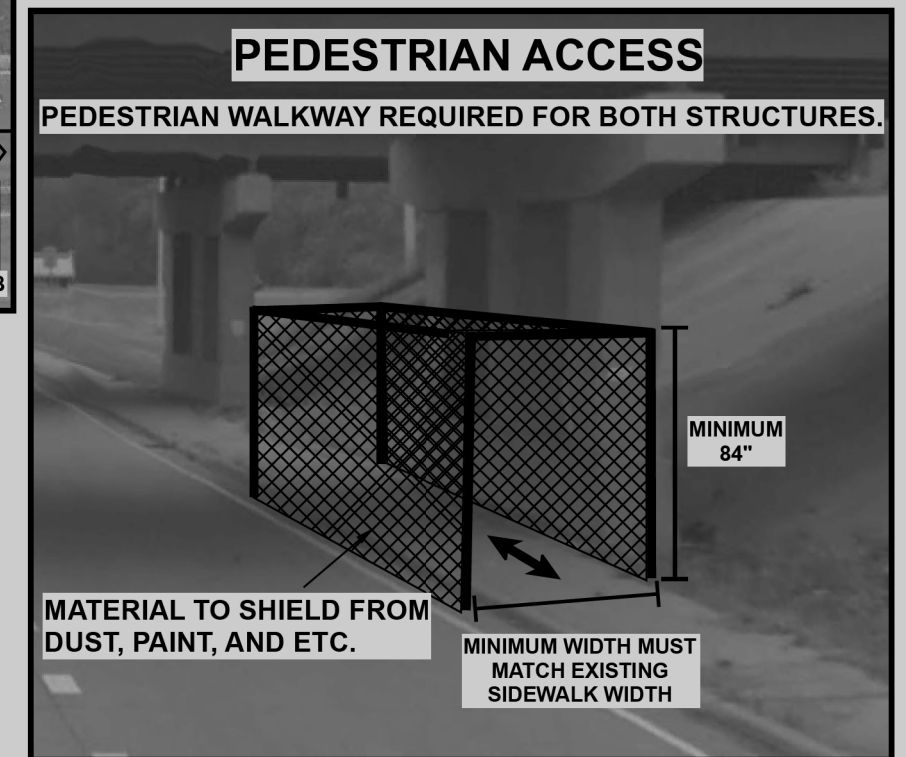 PEDESTRIAN ACCESS
PEDESTRIAN WALKWAY REQUIRED FOR BOTH STRUCTURES.
MINIMUM
84"
MATERIAL TO SHIELD FROM
DUST, PAINT, AND ETC.
MINIMUM WIDTH MUST
MATCH EXISTING
SIDEWALK WIDTH